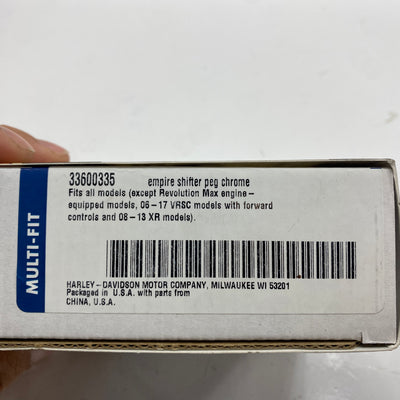 33600335 empire shifter peg chrome
Fits all models (except Revolution Max engine-
equipped models, 06-17 VRSC models with forward
controls and 08-13 XR models).
HARLEY-DAVIDSON MOTOR COMPANY, MILWAUKEE WI 53201
Packaged in U.S.A. with parts from
CHINA, U.S.A.
MULTI-FIT